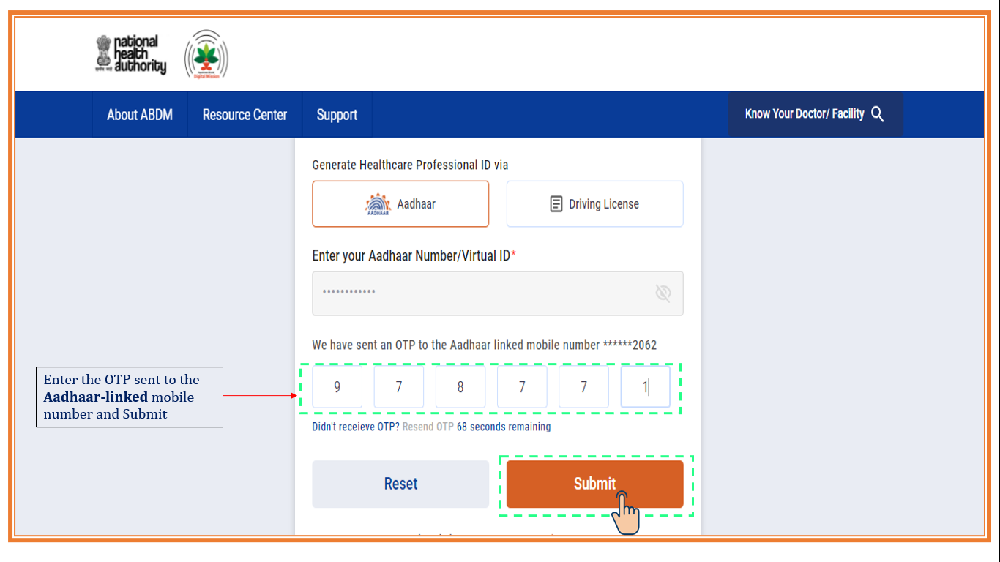 national
health
authority
Digital Mission
About ABDM
Resource Center
Support
Know Your Doctor/ Facility
Generate Healthcare Professional ID via
AADHAAR
Aadhaar
Driving License
Enter your Aadhaar Number/Virtual ID*
••••••••••••
We have sent an OTP to the Aadhaar linked mobile number ******2062
Enter the OTP sent to the
Aadhaar-linked mobile
number and Submit
9 7 8 7 7 1
Didn't receieve OTP? Resend OTP 68 seconds remaining
Reset
Submit